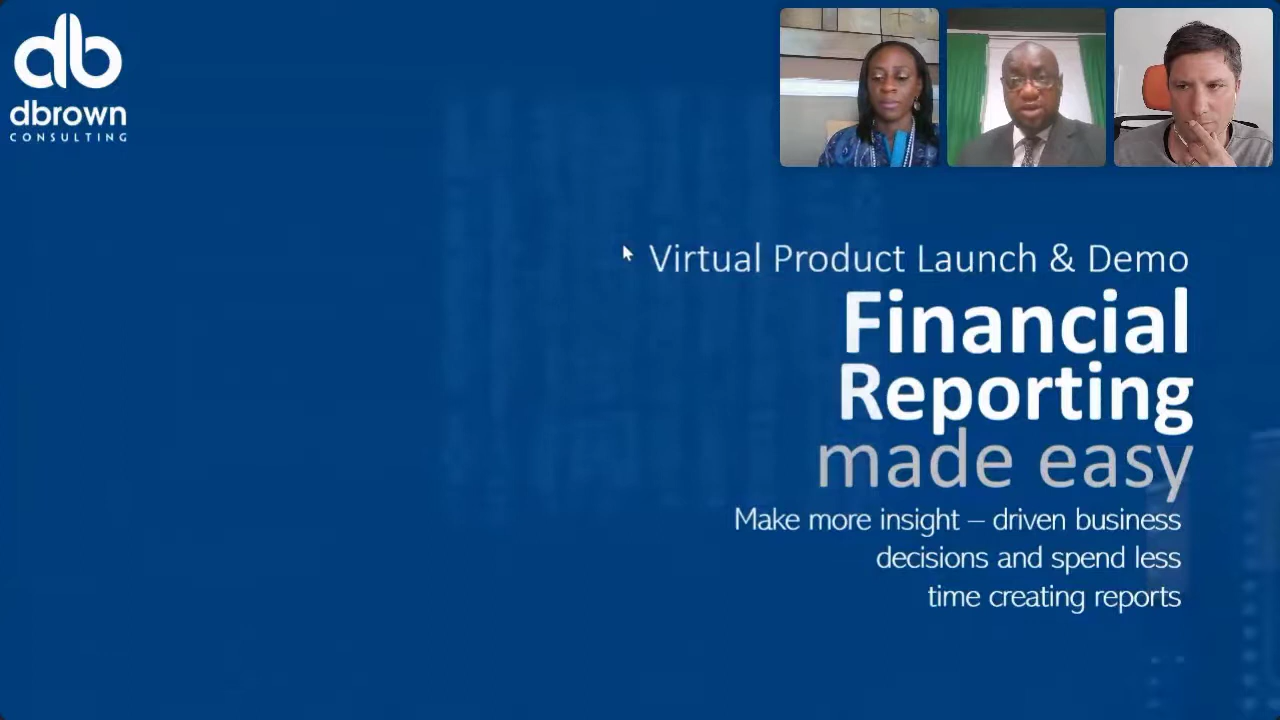 db
dbrown
CONSULTING
Virtual Product Launch & Demo
Financial
Reporting
made easy
Make more insight – driven business
decisions and spend less
time creating reports